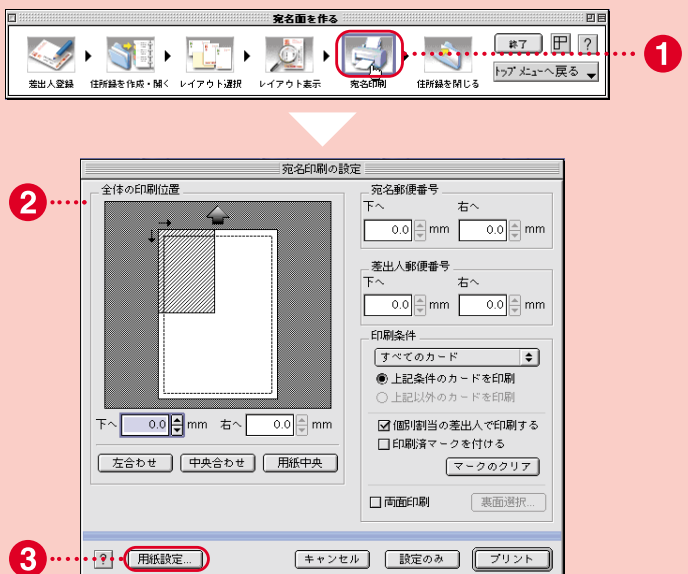 宛名面を作る
差出人登録
住所録を作成・開く
レイアウト選択
レイアウト表示
宛名印刷
住所録を閉じる
終了
?
トップメニューへ戻る
1
宛名印刷の設定
2
全体の印刷位置
下へ 0.0 mm 右へ 0.0 mm
左合わせ 中央合わせ 用紙中央
宛名郵便番号
下へ 右へ
0.0 mm 0.0 mm
差出人郵便番号
下へ 右へ
0.0 mm 0.0 mm
印刷条件
すべてのカード
上記条件のカードを印刷
上記以外のカードを印刷
個別割当の差出人で印刷する
印刷済マークを付ける
マークのクリア
両面印刷 裏面選択...
3
? 用紙設定... キャンセル 設定のみ プリント